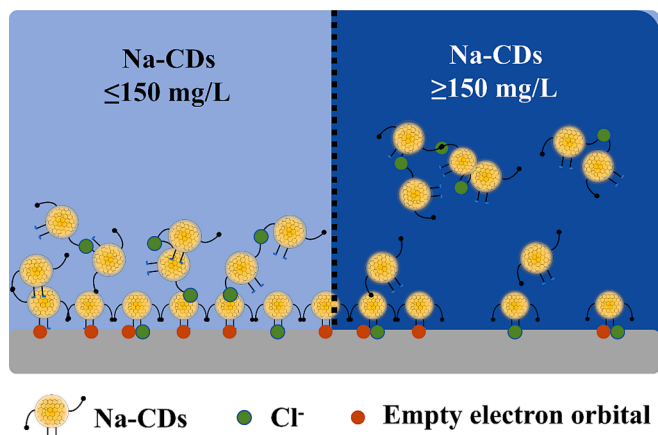 Na-CDs
≤150 mg/L
Na-CDs
≥150 mg/L
Na-CDs
Cl⁻
Empty electron orbital